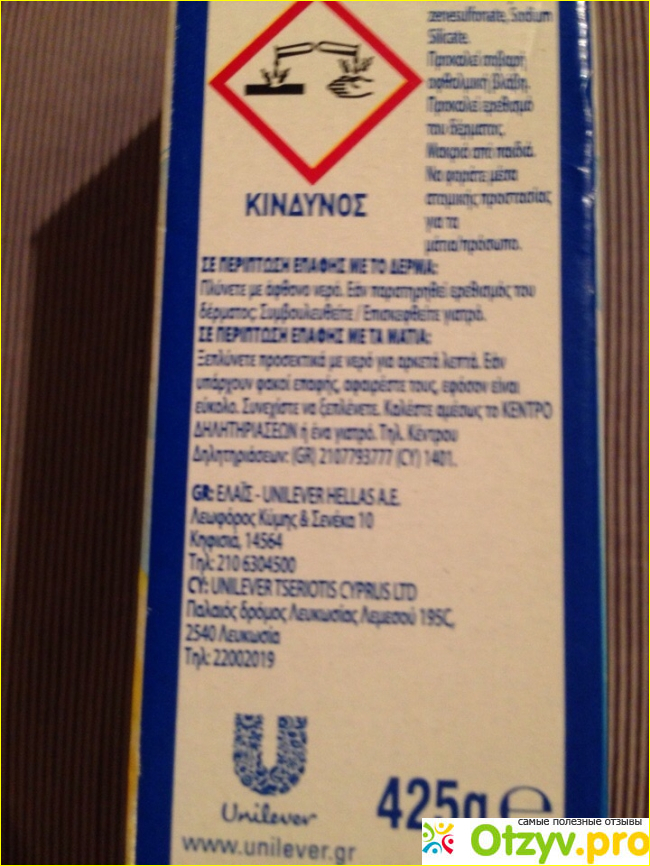 zenesulfonate, Sodium
Silicate.
Προκαλεί σοβαρή
οφθαλμική βλάβη.
Προκαλεί ερεθισμό
του δέρματος.
Μακριά από παιδιά.
Να φοράτε μέσα
ατομικής προστασίας
για τα
μάτια/πρόσωπο.
ΚΙΝΔΥΝΟΣ
ΣΕ ΠΕΡΙΠΤΩΣΗ ΕΠΑΦΗΣ ΜΕ ΤΟ ΔΕΡΜΑ:
Πλύνετε με άφθονο νερό. Εάν παρατηρηθεί ερεθισμός του
δέρματος: Συμβουλευθείτε / Επισκεφθείτε γιατρό.
ΣΕ ΠΕΡΙΠΤΩΣΗ ΕΠΑΦΗΣ ΜΕ ΤΑ ΜΑΤΙΑ:
Ξεπλύνετε προσεκτικά με νερό για αρκετά λεπτά. Εάν
υπάρχουν φακοί επαφής, αφαιρέστε τους, εφόσον είναι
εύκολο. Συνεχίστε να ξεπλένετε. Καλέστε αμέσως το ΚΕΝΤΡΟ
ΔΗΛΗΤΗΡΙΑΣΕΩΝ ή ένα γιατρό. Τηλ. Κέντρου
Δηλητηριάσεων: (GR) 2107793777 (CY) 1401.
GR: ΕΛΑΪΣ - UNILEVER HELLAS A.E.
Λεωφόρος Κύμης & Σενέκα 10
Κηφισιά, 14564
Τηλ: 210 6304500
CY: UNILEVER TSERIOTIS CYPRUS LTD
Παλαιός δρόμος Λευκωσίας Λεμεσού 195C,
2540 Λευκωσία
Τηλ: 22002019
Unilever
www.unilever.gr
425g e
самые полезные отзывы
Otzyv.pro